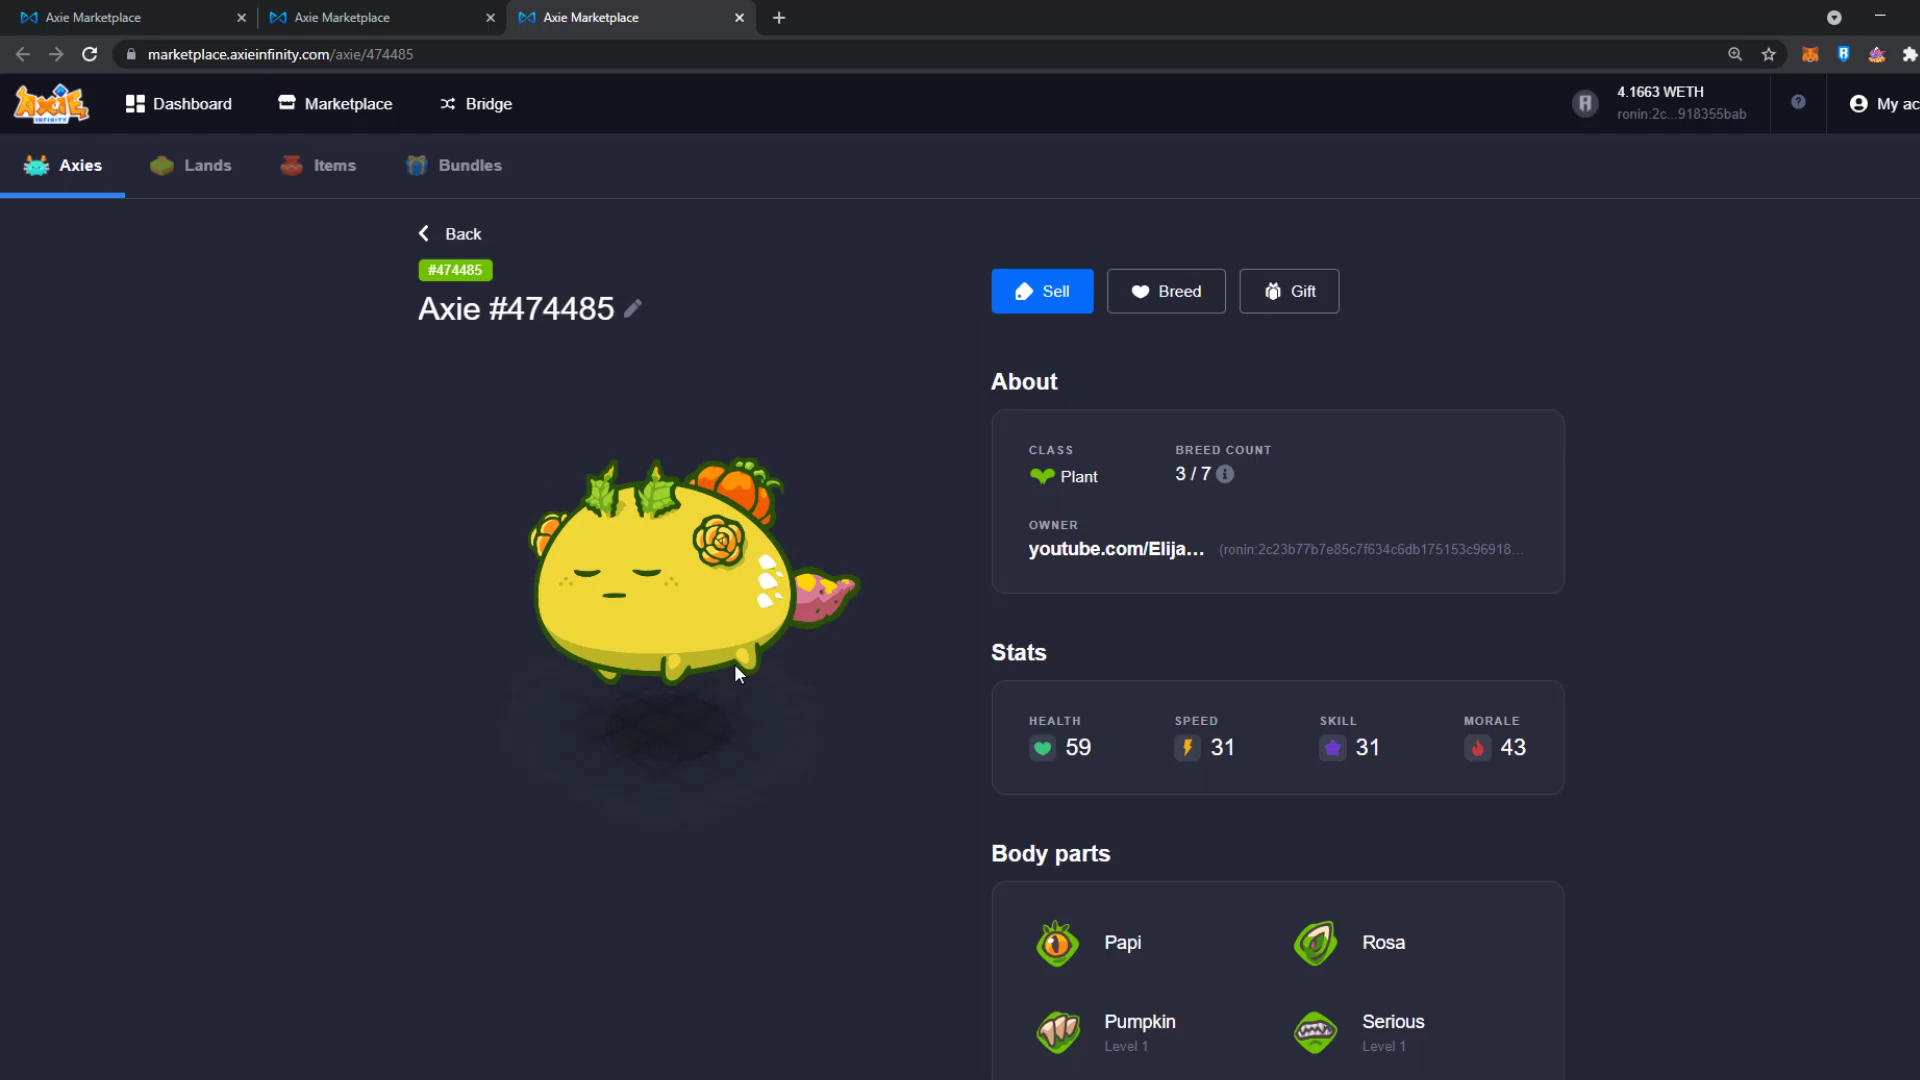 Axie Marketplace
Axie Marketplace
Axie Marketplace
marketplace.axieinfinity.com/axie/474485
AXIE
INFINITY
Dashboard
Marketplace
Bridge
4.1663 WETH
ronin:2c...918355bab
?
My ac
Axies
Lands
Items
Bundles
Back
#474485
Axie #474485
Sell
Breed
Gift
About
CLASS
Plant
BREED COUNT
3 / 7
OWNER
youtube.com/Elija... (ronin:2c23b77b7e85c7f634c6db175153c96918...
Stats
HEALTH
59
SPEED
31
SKILL
31
MORALE
43
Body parts
Papi
Rosa
Pumpkin
Level 1
Serious
Level 1